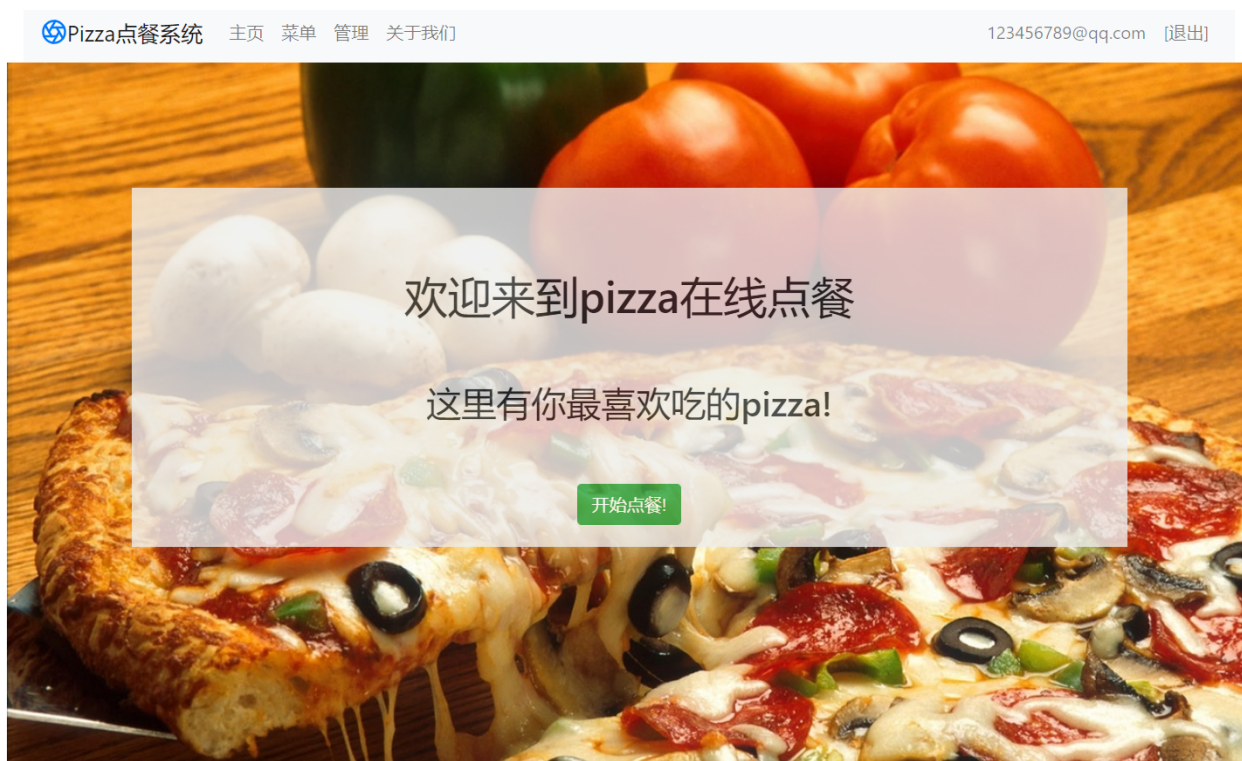 Pizza点餐系统 主页 菜单 管理 关于我们 123456789@qq.com [退出]
欢迎来到pizza在线点餐
这里有你最喜欢吃的pizza!
开始点餐!